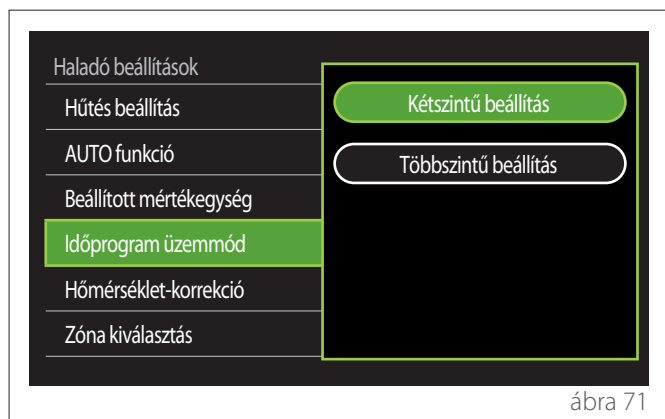 Haladó beállítások
Hűtés beállítás
AUTO funkció
Beállított mértékegység
Időprogram üzemmód
Hőmérséklet-korrekció
Zóna kiválasztás
Kétszintű beállítás
Többszintű beállítás
ábra 71